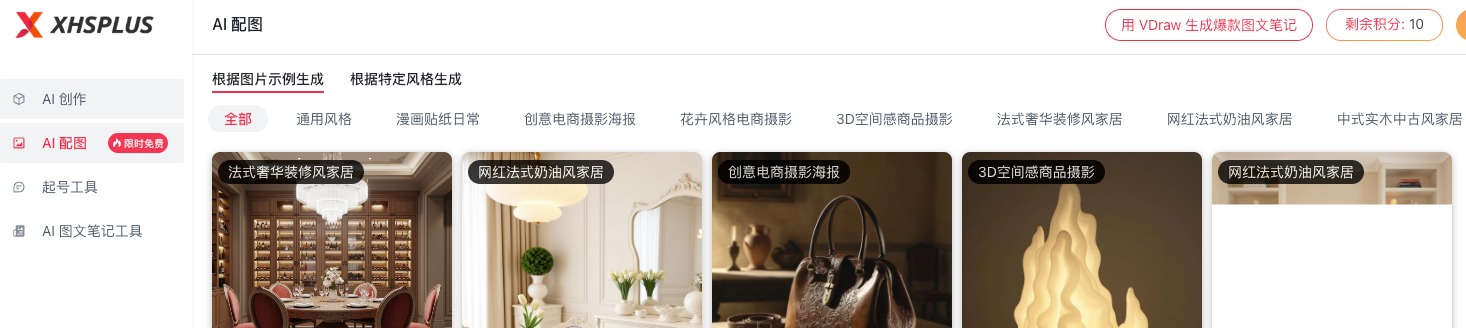 XHSPLUS
AI 创作
AI 配图 限时免费
起号工具
AI 图文笔记工具
AI 配图
用 VDraw 生成爆款图文笔记
剩余积分: 10
根据图片示例生成 根据特定风格生成
全部 通用风格 漫画贴纸日常 创意电商摄影海报 花卉风格电商摄影 3D空间感商品摄影 法式奢华装修风家居 网红法式奶油风家居 中式实木中古风家居
法式奢华装修风家居 网红法式奶油风家居 创意电商摄影海报 3D空间感商品摄影 网红法式奶油风家居